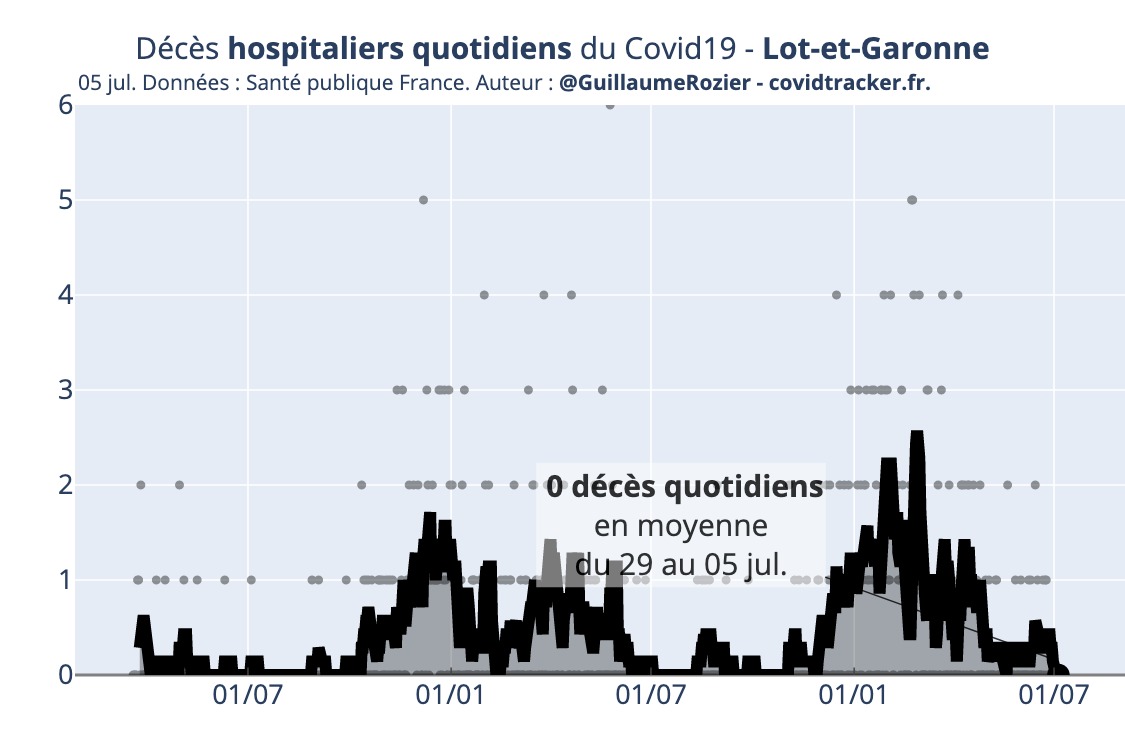 Décès hospitaliers quotidiens du Covid19 - Lot-et-Garonne
05 jul. Données : Santé publique France. Auteur : @GuillaumeRozier - covidtracker.fr.
6
5
4
3
2
1
0
0 décès quotidiens
en moyenne
du 29 au 05 jul.
01/07 01/01 01/07 01/01 01/07